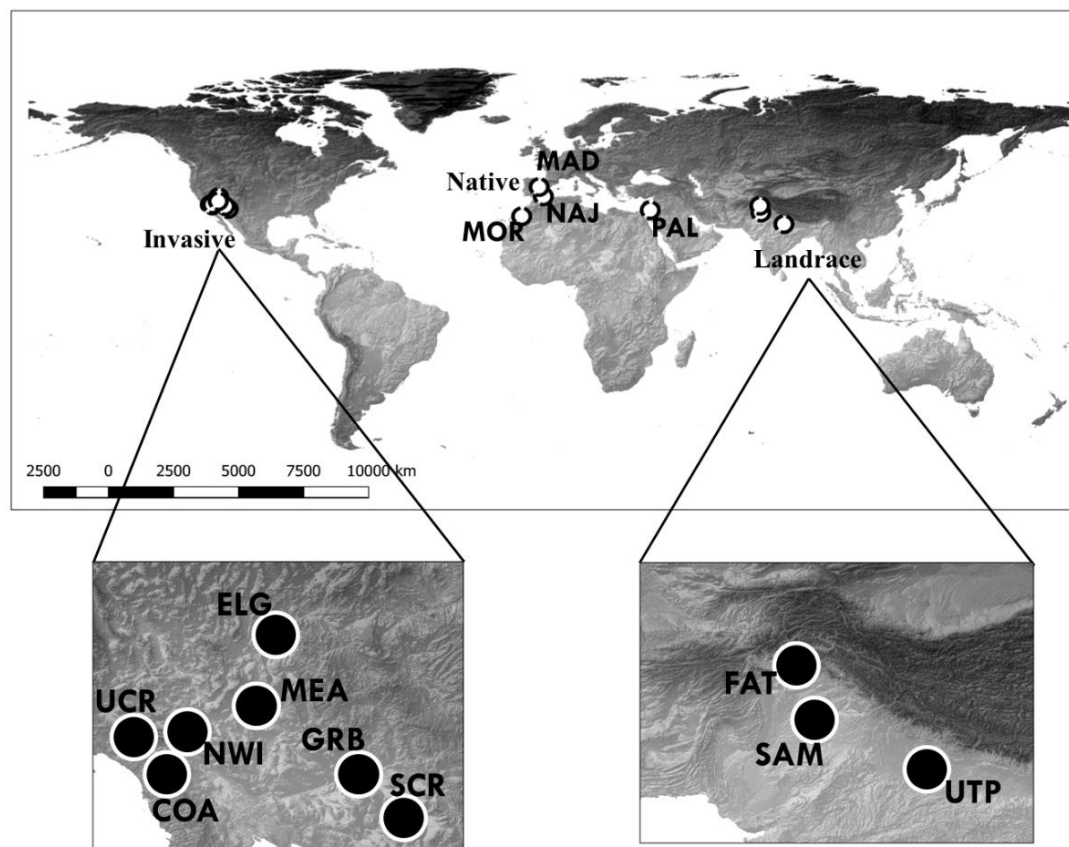 MAD
Native
NAJ
MOR
PAL
Invasive
Landrace
2500 0 2500 5000 7500 10000 km
ELG
UCR
MEA
NWI
GRB
COA
SCR
FAT
SAM
UTP